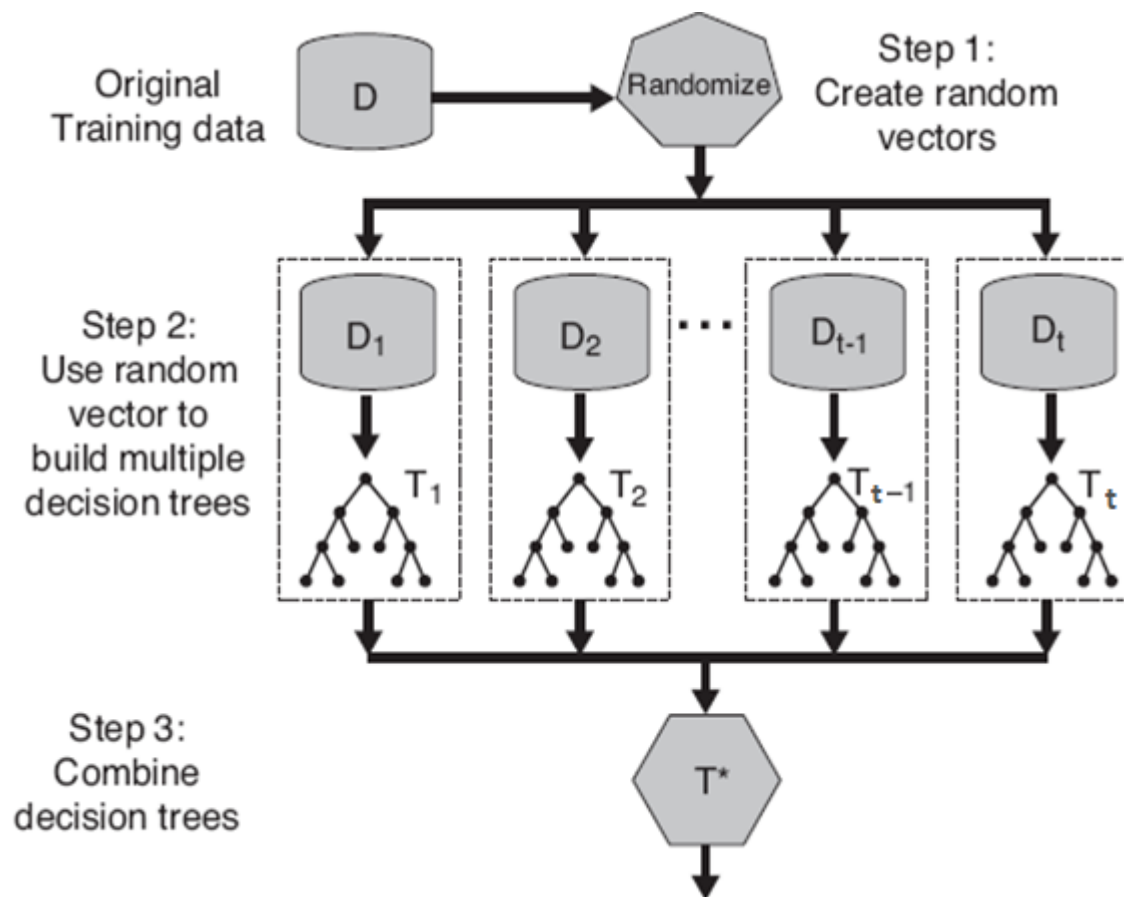 Original
Training data
D
Randomize
Step 1:
Create random
vectors
Step 2:
Use random
vector to
build multiple
decision trees
D₁
D₂
....
Dₜ₋₁
Dₜ
T₁
T₂
Tₜ₋₁
Tₜ
Step 3:
Combine
decision trees
T*